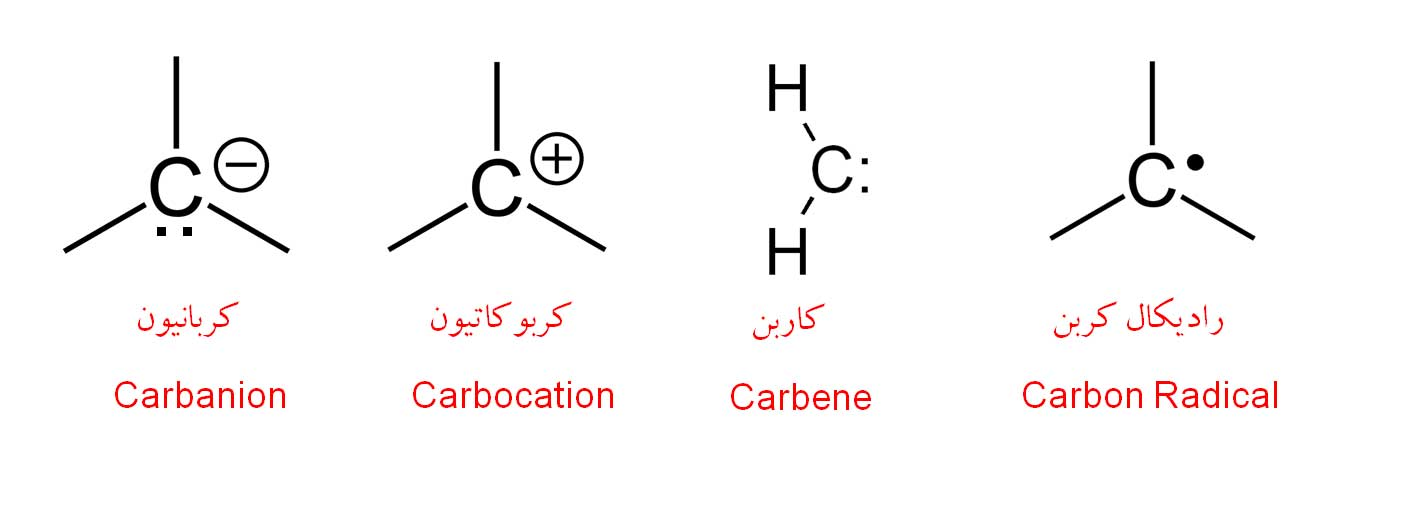 C
−
C
+
H
C:
H
C•
کربانیون
کربوکاتیون
کاربن
رادیکال کربن
Carbanion
Carbocation
Carbene
Carbon Radical